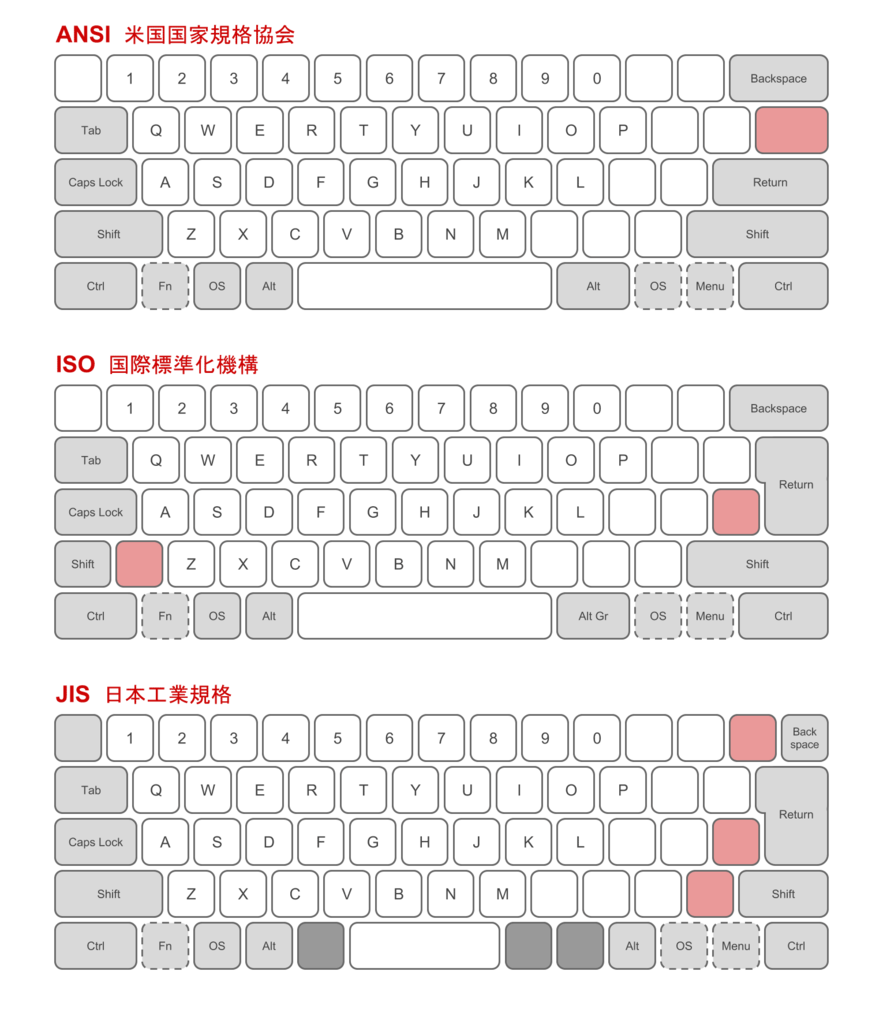 ANSI 米国国家規格協会
1 2 3 4 5 6 7 8 9 0 Backspace
Tab Q W E R T Y U I O P
Caps Lock A S D F G H J K L Return
Shift Z X C V B N M Shift
Ctrl Fn OS Alt Alt OS Menu Ctrl
ISO 国際標準化機構
1 2 3 4 5 6 7 8 9 0 Backspace
Tab Q W E R T Y U I O P
Return
Caps Lock A S D F G H J K L
Shift Z X C V B N M Shift
Ctrl Fn OS Alt Alt Gr OS Menu Ctrl
JIS 日本工業規格
1 2 3 4 5 6 7 8 9 0 Back
space
Tab Q W E R T Y U I O P
Return
Caps Lock A S D F G H J K L
Shift Z X C V B N M Shift
Ctrl Fn OS Alt Alt OS Menu Ctrl